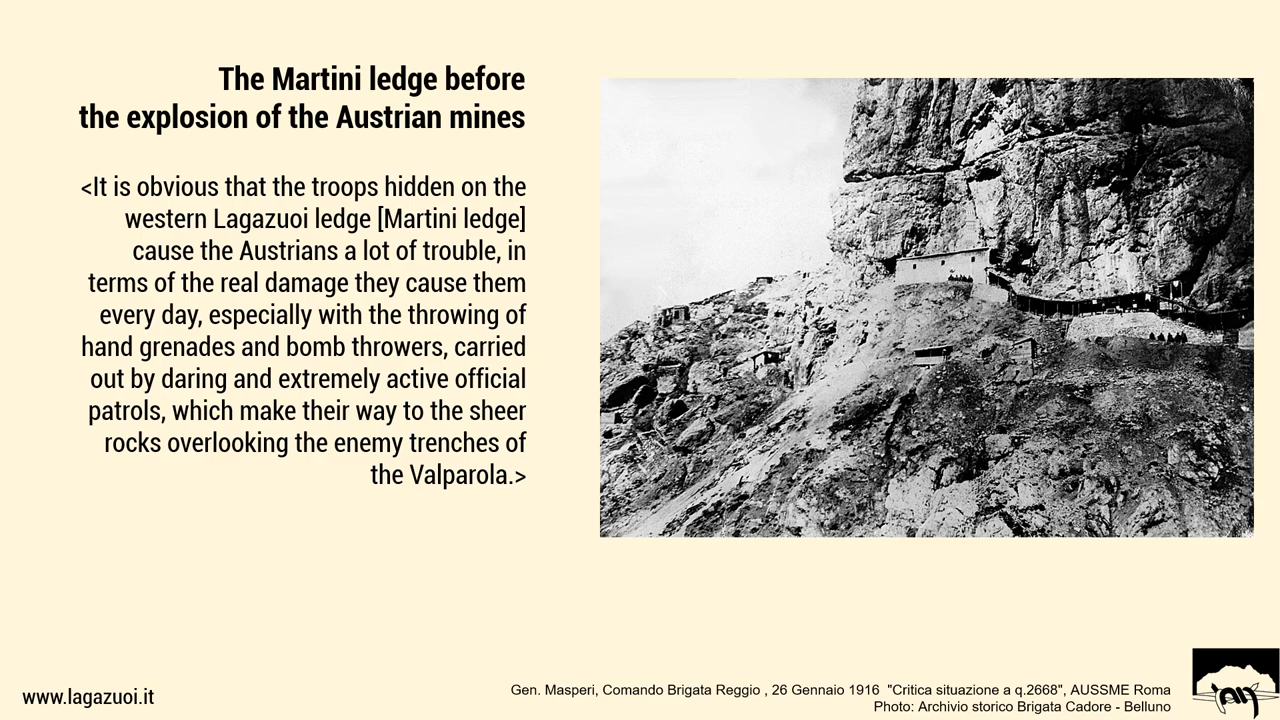 The Martini ledge before
the explosion of the Austrian mines
<It is obvious that the troops hidden on the
western Lagazuoi ledge [Martini ledge]
cause the Austrians a lot of trouble, in
terms of the real damage they cause them
every day, especially with the throwing of
hand grenades and bomb throwers, carried
out by daring and extremely active official
patrols, which make their way to the sheer
rocks overlooking the enemy trenches of
the Valparola.>
www.lagazuoi.it
Gen. Masperi, Comando Brigata Reggio , 26 Gennaio 1916 "Critica situazione a q.2668", AUSSME Roma
Photo: Archivio storico Brigata Cadore - Belluno